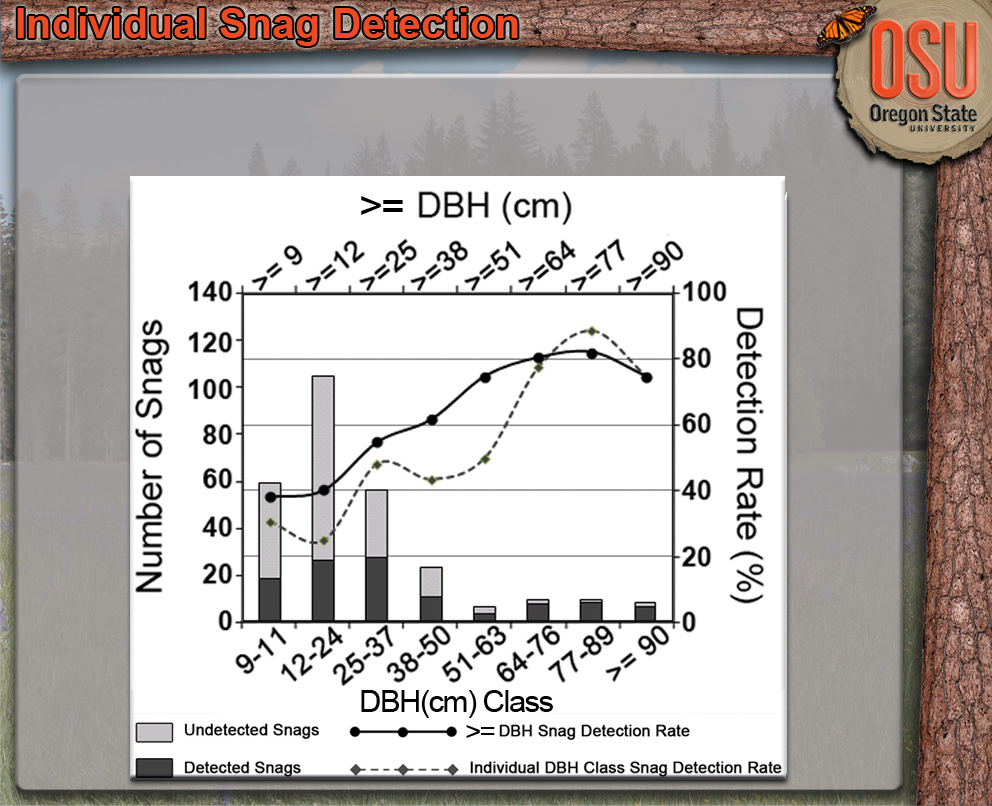 Individual Snag Detection
OSU
Oregon State
UNIVERSITY
>= DBH (cm)
>= 9 >=12 >=25 >=38 >=51 >=64 >=77 >=90
140 100
120
100 80
80 60
60 40
40
20 20
0 0
Number of Snags
Detection Rate (%)
9-11 12-24 25-37 38-50 51-63 64-76 77-89 >= 90
DBH(cm) Class
Undetected Snags >= DBH Snag Detection Rate
Detected Snags Individual DBH Class Snag Detection Rate